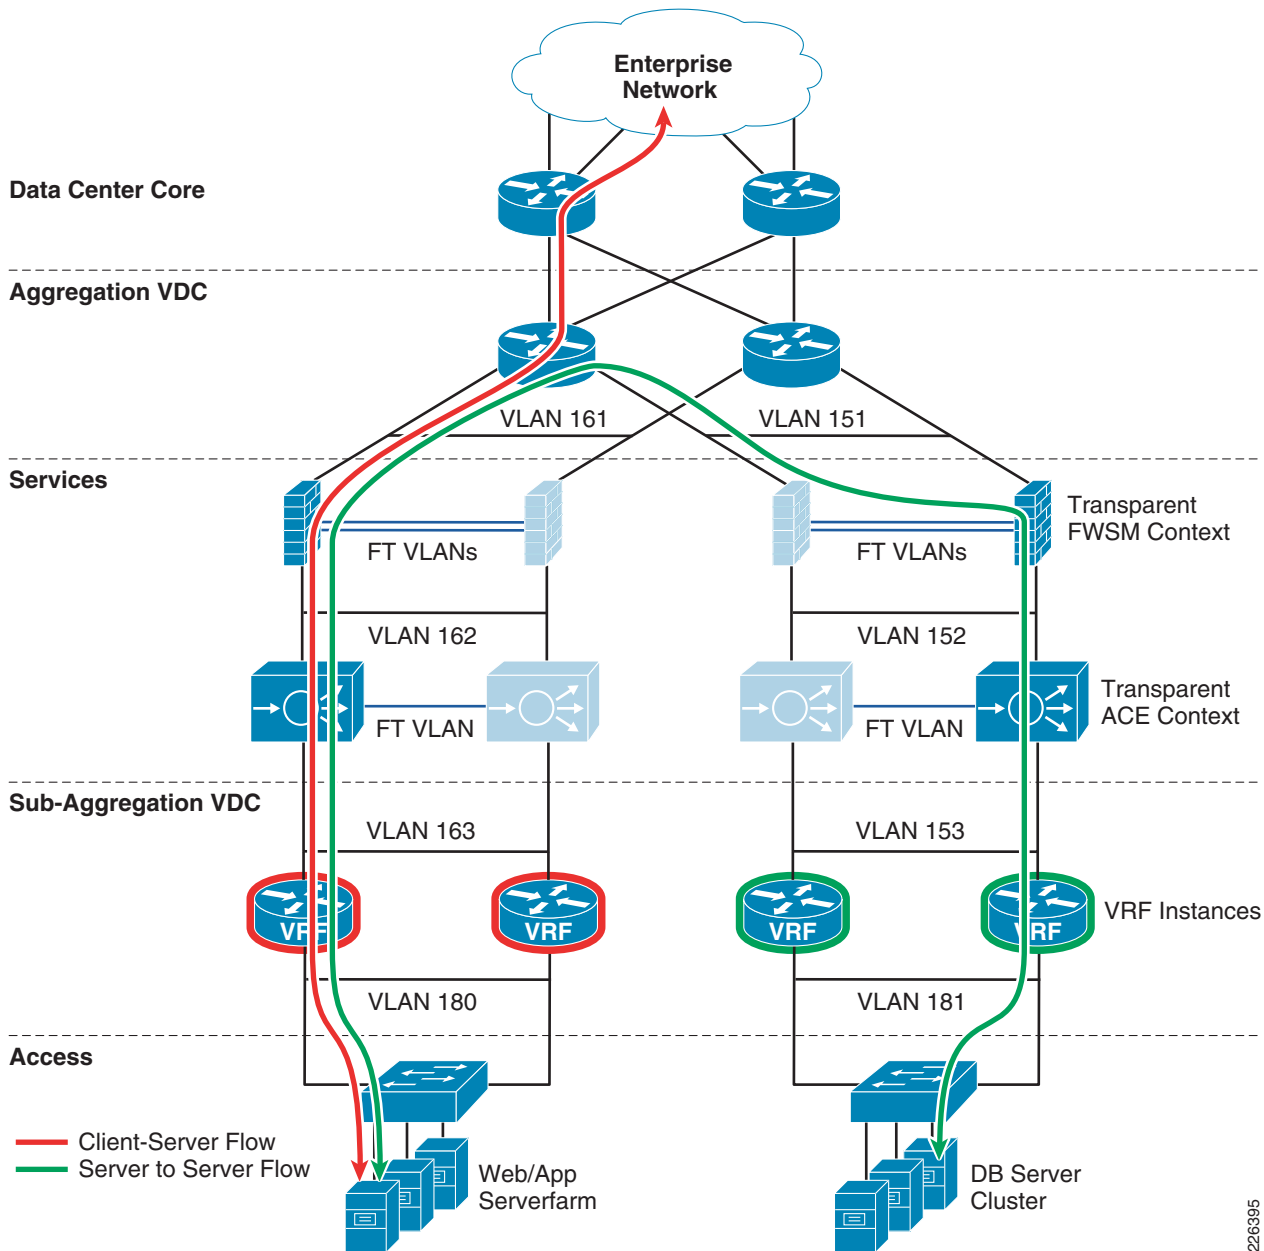 Enterprise
Network
Data Center Core
Aggregation VDC
VLAN 161
VLAN 151
Services
Transparent
FWSM Context
FT VLANs
FT VLANs
VLAN 162
VLAN 152
Transparent
ACE Context
FT VLAN
FT VLAN
Sub-Aggregation VDC
VLAN 163
VLAN 153
VRF
VRF
VRF
VRF
VRF Instances
VLAN 180
VLAN 181
Access
Client-Server Flow
Server to Server Flow
Web/App
Serverfarm
DB Server
Cluster
226395